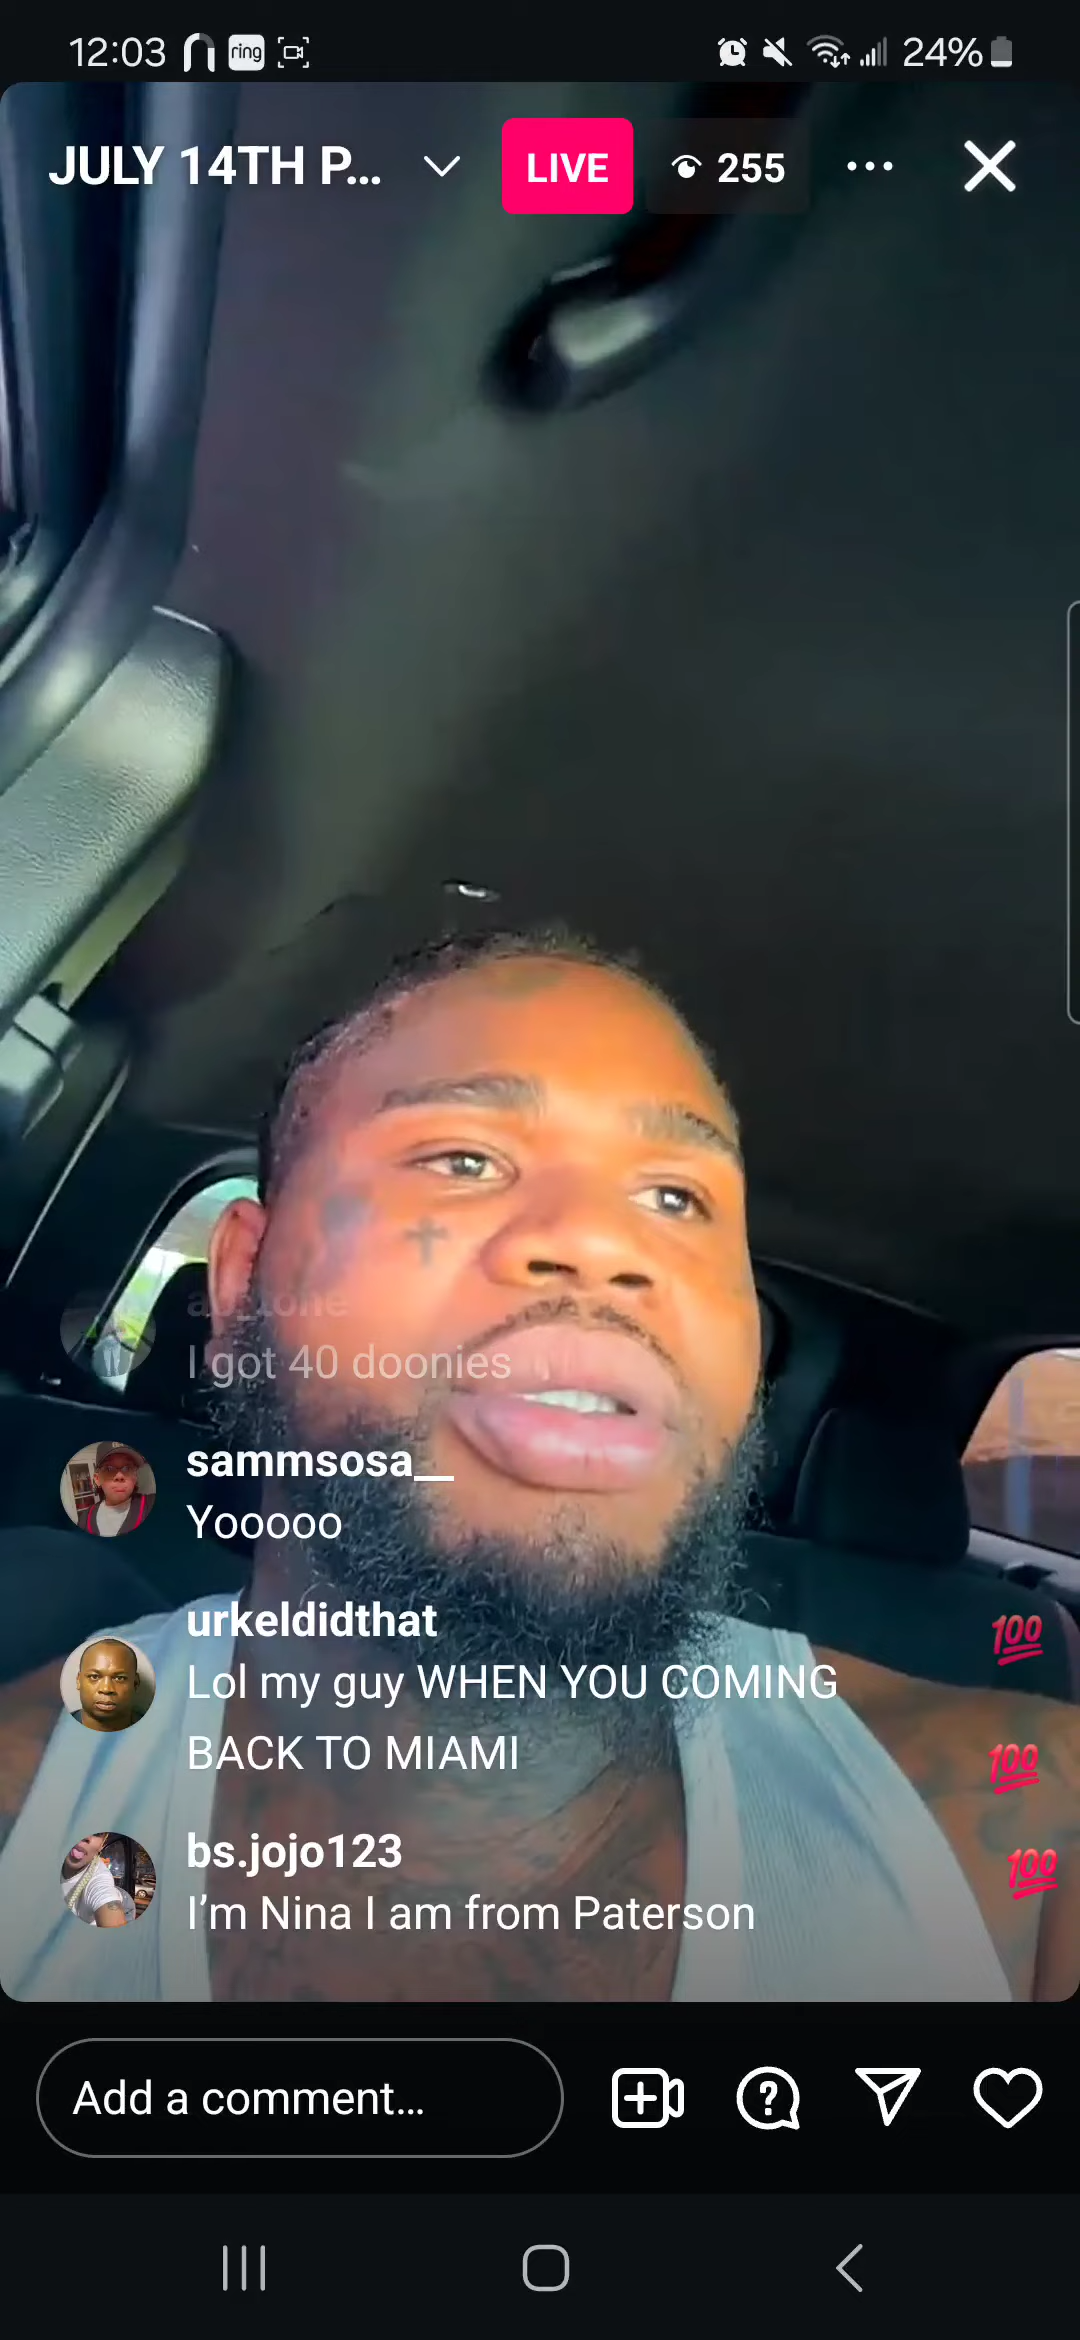 12:03 ring 24%
JULY 14TH P... LIVE 255
I got 40 doonies
sammsosa__
Yooooo
urkeldidthat
Lol my guy WHEN YOU COMING
BACK TO MIAMI
bs.jojo123
I'm Nina I am from Paterson
100
100
100
Add a comment...